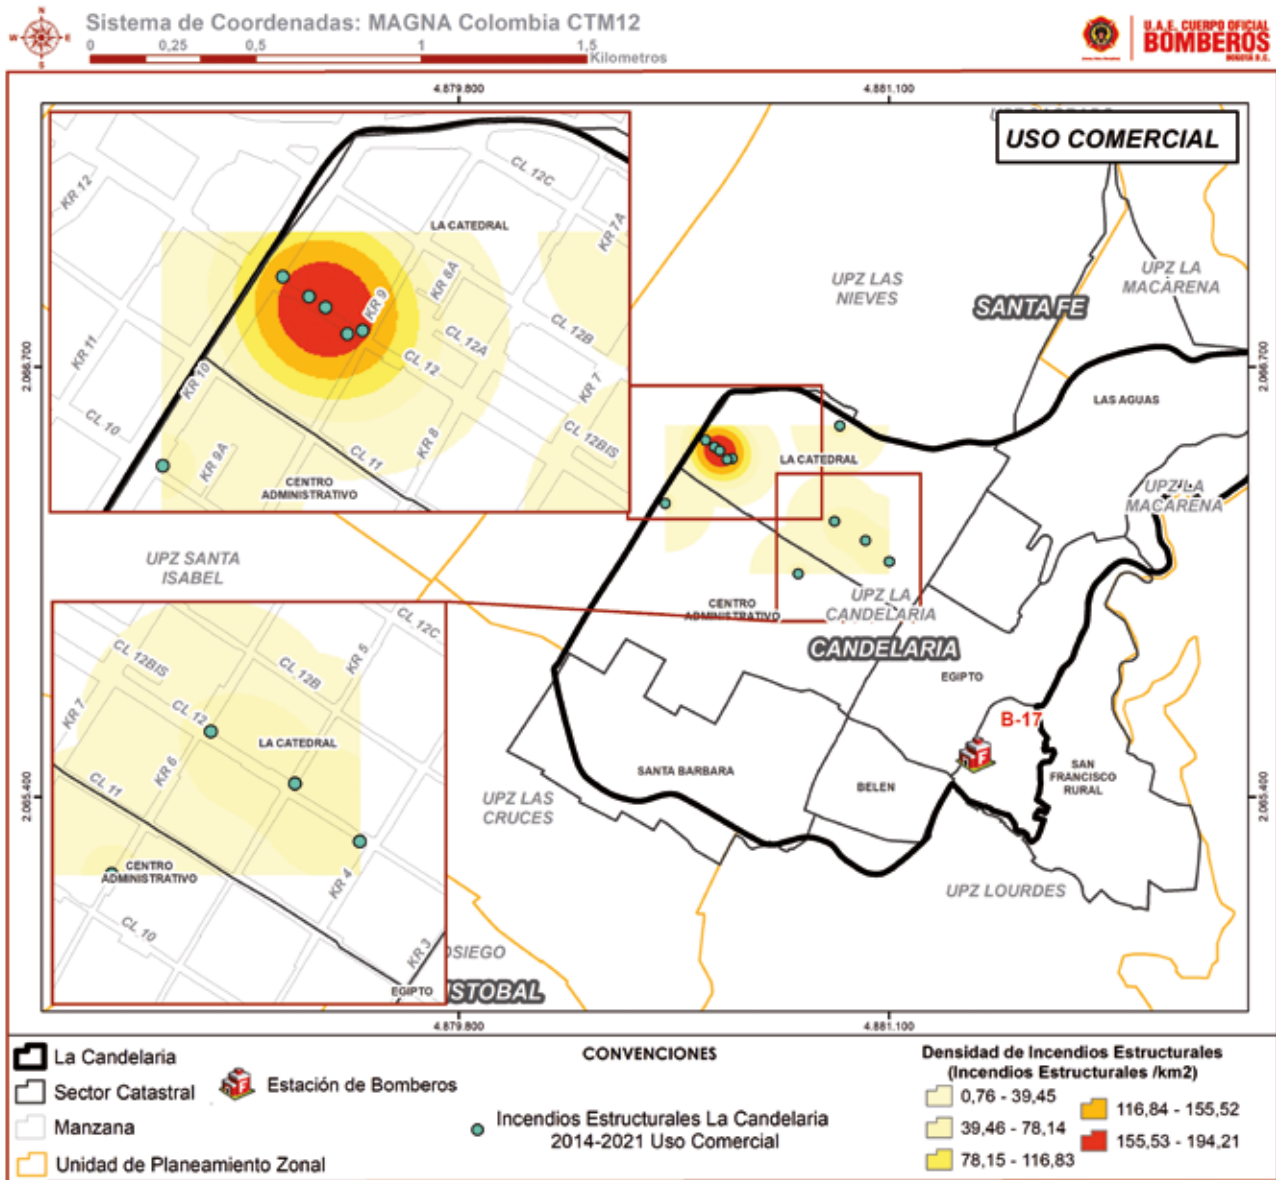 N
W E
S
Sistema de Coordenadas: MAGNA Colombia CTM12
0 0,25 0,5 1 1,5
Kilometros
U.A.E. CUERPO OFICIAL
BOMBEROS
BOGOTÁ D.C.
4.879.800 4.881.100
USO COMERCIAL
KR 12
CL 12C
LA CATEDRAL
KR 7A
KR 8A
KR 9
KR 11
CL 12A
CL 12B
CL 12
KR 10
KR 7
CL 10
KR 8
CL 12BIS
KR 9A
CL 11
CENTRO
ADMINISTRATIVO
2.066.700
2.066.700
UPZ LAS
NIEVES
SANTA FE
UPZ LA
MACARENA
LAS AGUAS
LA CATEDRAL
UPZ LA
MACARENA
UPZ SANTA
ISABEL
CENTRO
ADMINISTRATIVO
UPZ LA
CANDELARIA
CANDELARIA
EGIPTO
B-17
SANTA BARBARA
BELEN
SAN
FRANCISCO
RURAL
UPZ LAS
CRUCES
UPZ LOURDES
2.065.400
2.065.400
CL 12C
CL 12BIS
KR 5
CL 12B
KR 7
CL 12
LA CATEDRAL
KR 6
CL 11
CENTRO
ADMINISTRATIVO
KR 4
CL 10
KR 3
EGIPTO
OSIEGO
ISTOBAL
4.879.800 4.881.100
CONVENCIONES
La Candelaria
Sector Catastral
Manzana
Unidad de Planeamiento Zonal
Estación de Bomberos
Incendios Estructurales La Candelaria
2014-2021 Uso Comercial
Densidad de Incendios Estructurales
(Incendios Estructurales /km2)
0,76 - 39,45
39,46 - 78,14
78,15 - 116,83
116,84 - 155,52
155,53 - 194,21